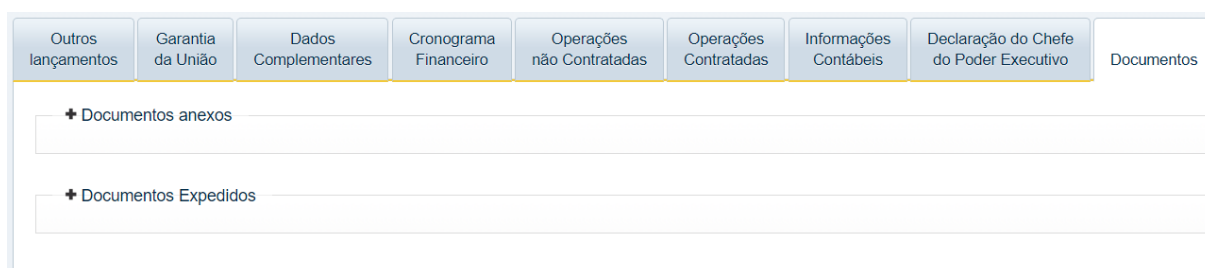 Outros lançamentos
Garantia da União
Dados Complementares
Cronograma Financeiro
Operações não Contratadas
Operações Contratadas
Informações Contábeis
Declaração do Chefe do Poder Executivo
Documentos
+ Documentos anexos
+ Documentos Expedidos